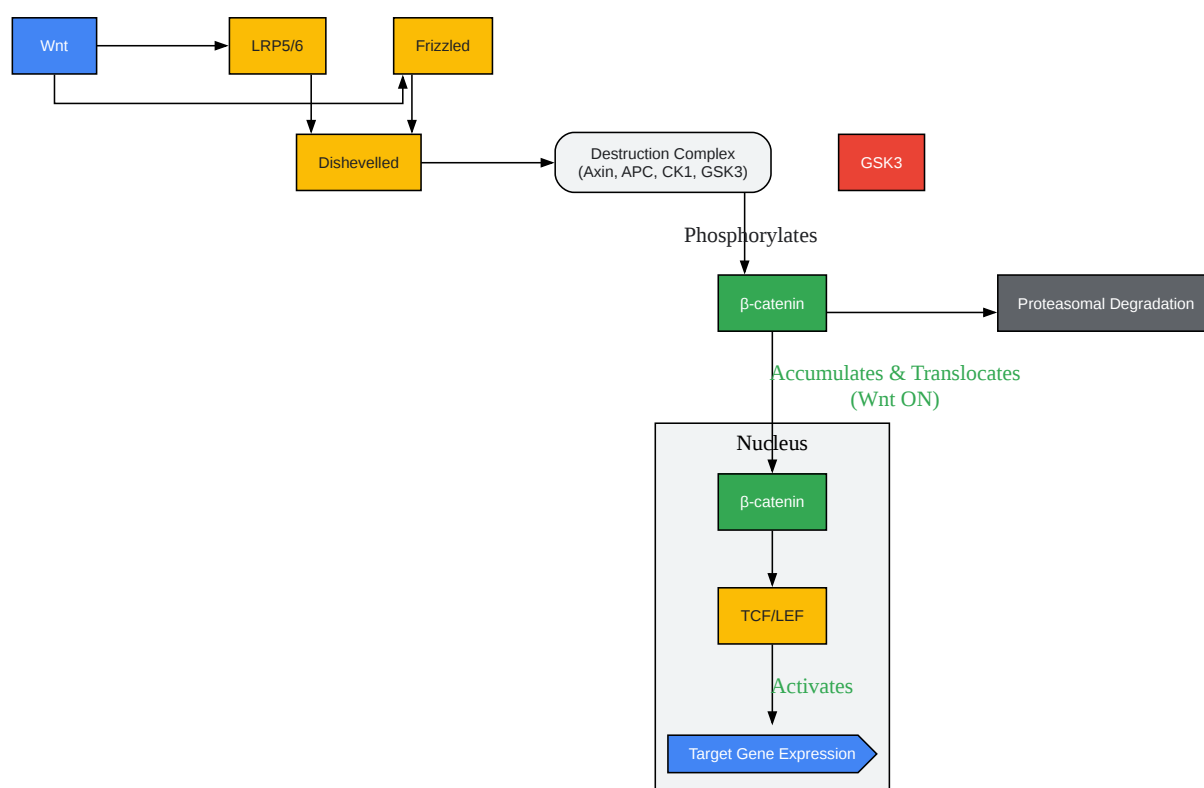 Wnt
LRP5/6
Frizzled
Dishevelled
Destruction Complex
(Axin, APC, CK1, GSK3)
GSK3
Phosphorylates
β-catenin
Proteasomal Degradation
Accumulates & Translocates
(Wnt ON)
Nucleus
β-catenin
TCF/LEF
Activates
Target Gene Expression